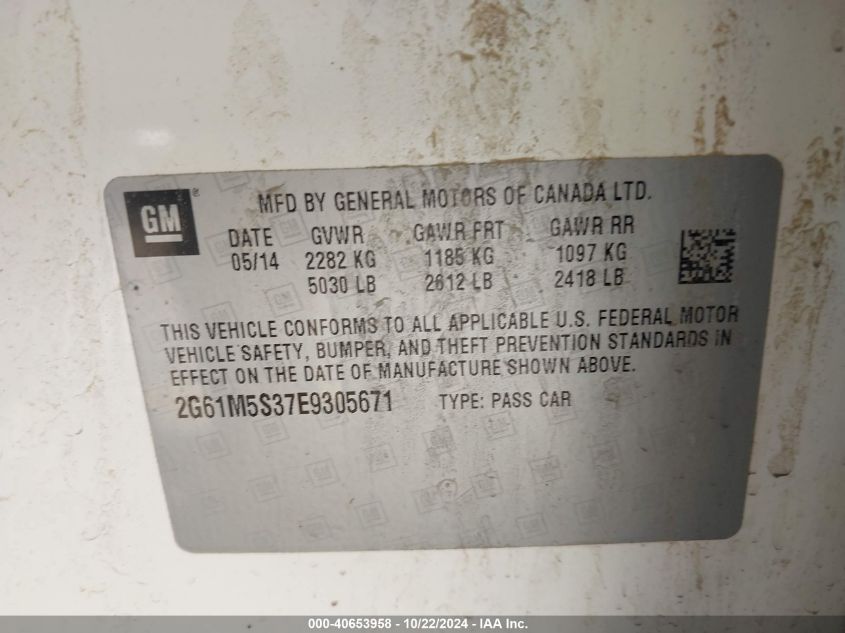 GM®
MFD BY GENERAL MOTORS OF CANADA LTD.
DATE GVWR GAWR FRT GAWR RR
05/14 2282 KG 1185 KG 1097 KG
5030 LB 2612 LB 2418 LB
THIS VEHICLE CONFORMS TO ALL APPLICABLE U.S. FEDERAL MOTOR
VEHICLE SAFETY, BUMPER, AND THEFT PREVENTION STANDARDS IN
EFFECT ON THE DATE OF MANUFACTURE SHOWN ABOVE.
2G61M5S37E9305671 TYPE: PASS CAR
000-40653958 - 10/22/2024 - IAA Inc.